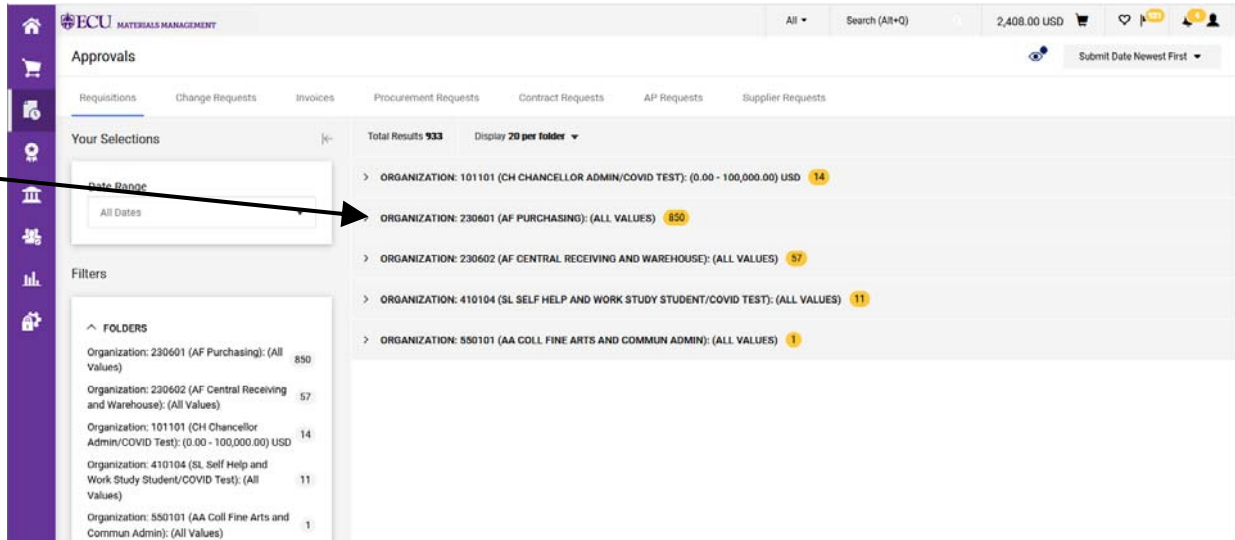 ECU MATERIALS MANAGEMENT
All
Search (Alt+Q)
2,408.00 USD
Approvals
Submit Date Newest First
Requisitions
Change Requests
Invoices
Procurement Requests
Contract Requests
AP Requests
Supplier Requests
Your Selections
Date Range
All Dates
Filters
FOLDERS
Organization: 230601 (AF Purchasing): (All
Values)
850
Organization: 230602 (AF Central Receiving
and Warehouse): (All Values)
57
Organization: 101101 (CH Chancellor
Admin/COVID Test): (0.00 - 100,000.00) USD
14
Organization: 410104 (SL Self Help and
Work Study Student/COVID Test): (All
Values)
11
Organization: 550101 (AA Coll Fine Arts and
Commun Admin): (All Values)
1
Total Results 933
Display 20 per folder
ORGANIZATION: 101101 (CH CHANCELLOR ADMIN/COVID TEST): (0.00 - 100,000.00) USD 14
ORGANIZATION: 230601 (AF PURCHASING): (ALL VALUES) 850
ORGANIZATION: 230602 (AF CENTRAL RECEIVING AND WAREHOUSE): (ALL VALUES) 57
ORGANIZATION: 410104 (SL SELF HELP AND WORK STUDY STUDENT/COVID TEST): (ALL VALUES) 11
ORGANIZATION: 550101 (AA COLL FINE ARTS AND COMMUN ADMIN): (ALL VALUES) 1